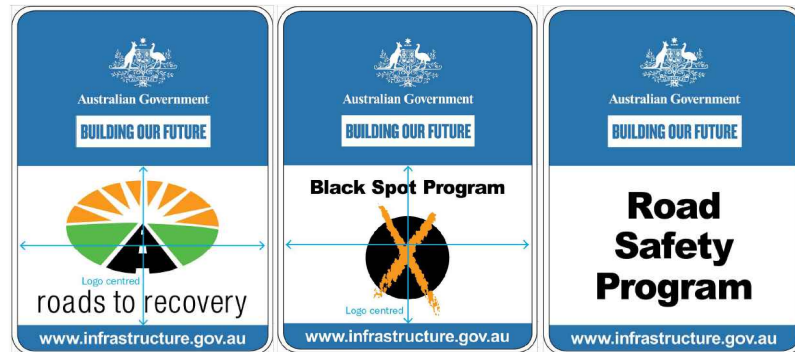 Australian Government
BUILDING OUR FUTURE
Logo centred
roads to recovery
www.infrastructure.gov.au
Australian Government
BUILDING OUR FUTURE
Black Spot Program
Logo centred
www.infrastructure.gov.au
Australian Government
BUILDING OUR FUTURE
Road
Safety
Program
www.infrastructure.gov.au